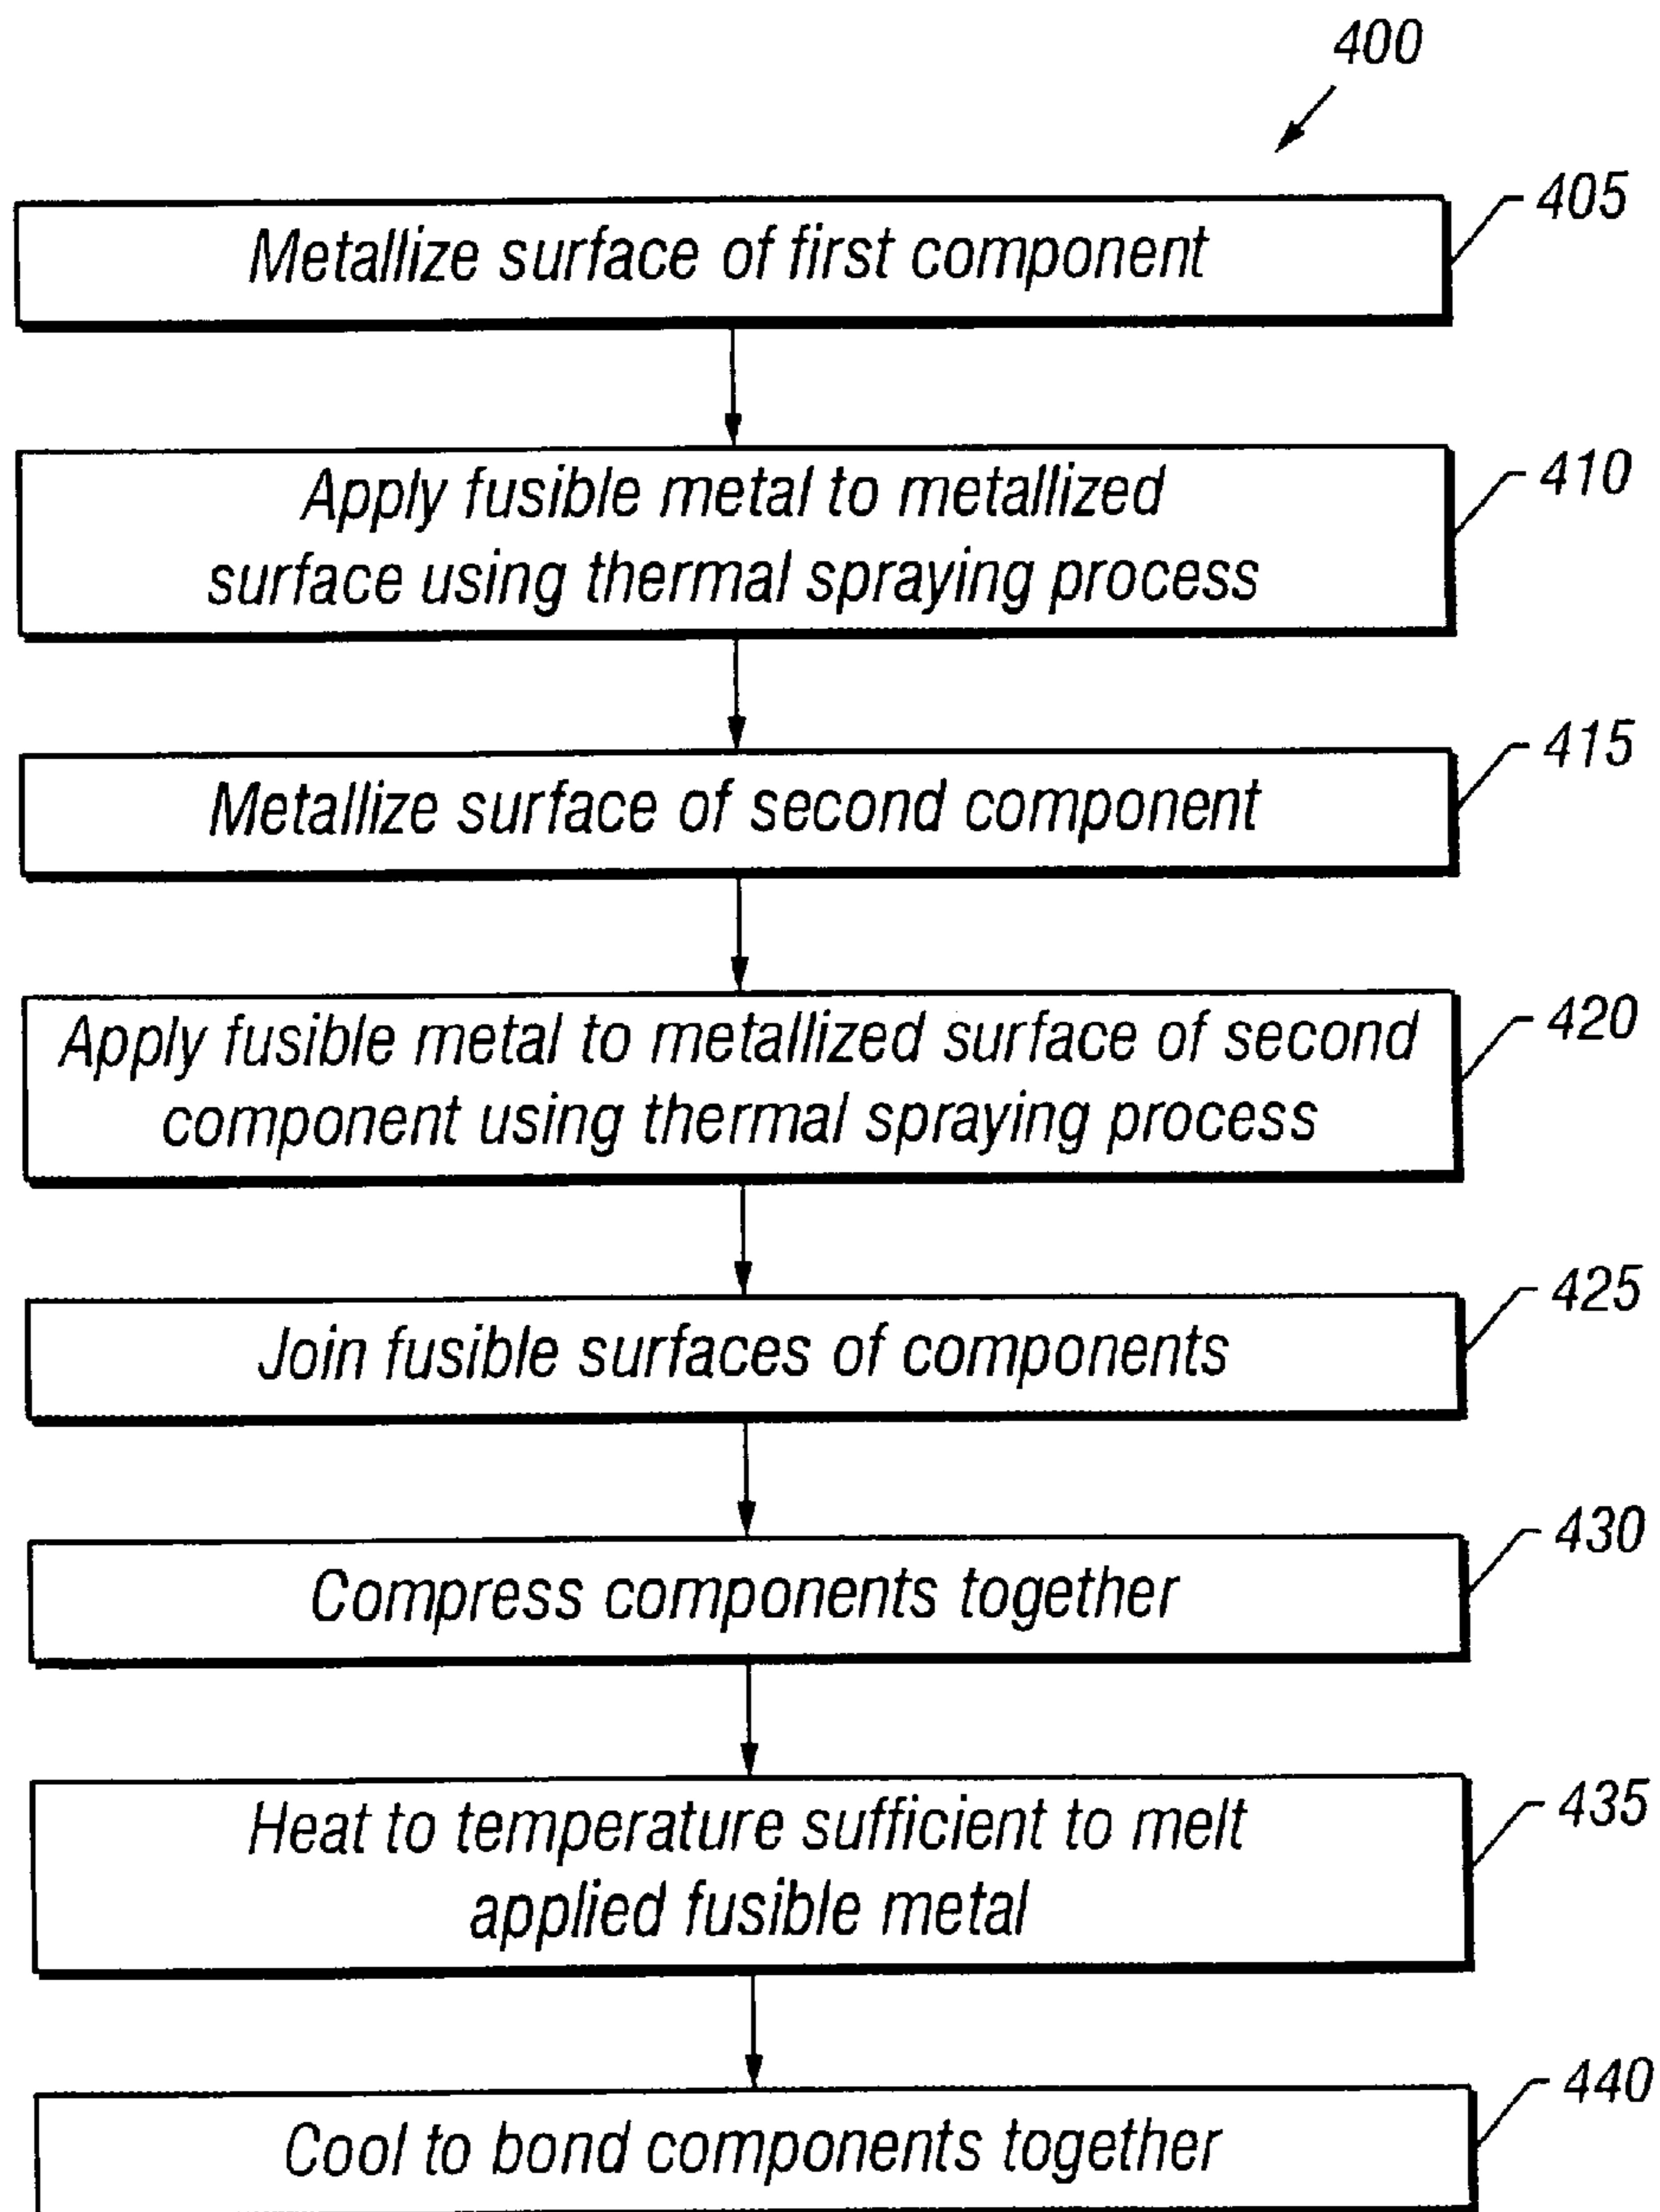 400
Metallize surface of first component
405
Apply fusible metal to metallized
surface using thermal spraying process
410
Metallize surface of second component
415
Apply fusible metal to metallized surface of second
component using thermal spraying process
420
Join fusible surfaces of components
425
Compress components together
430
Heat to temperature sufficient to melt
applied fusible metal
435
Cool to bond components together
440